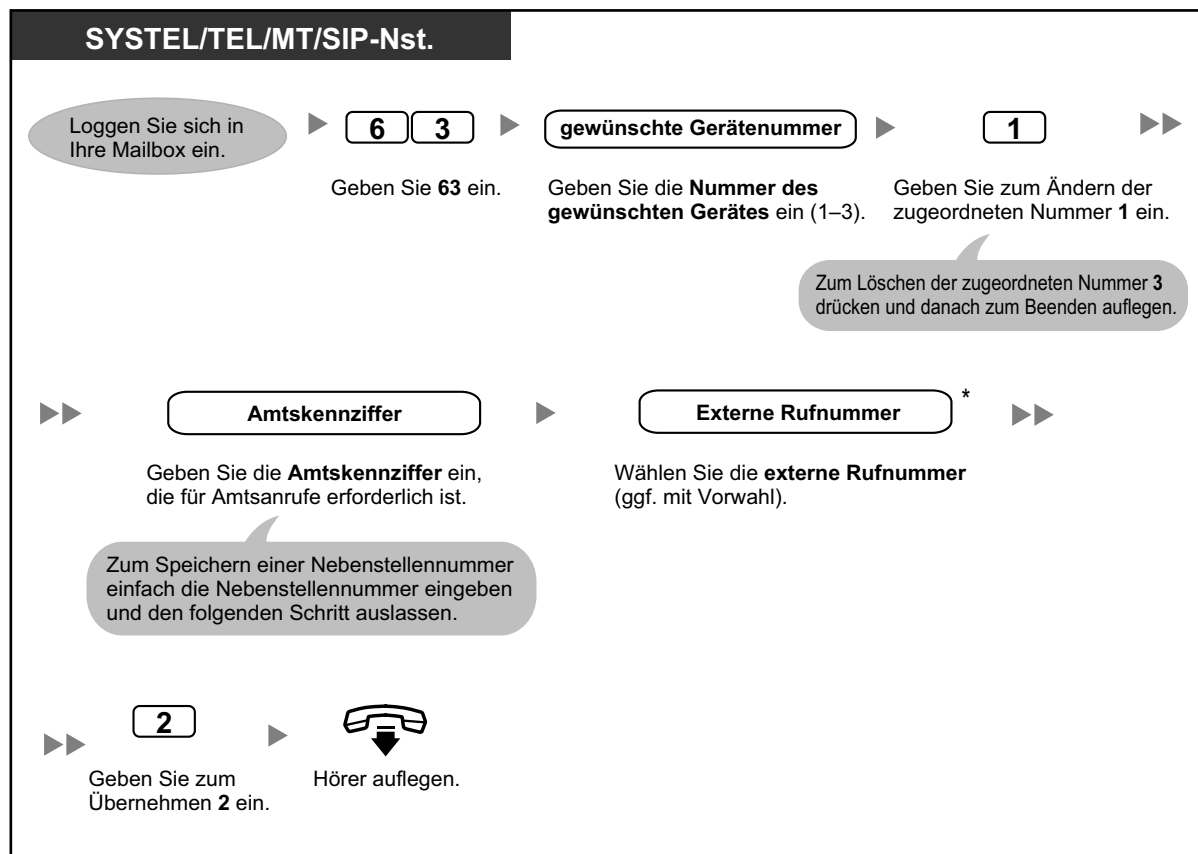 SYSTEL/TEL/MT/SIP-Nst.
Loggen Sie sich in
Ihre Mailbox ein.
6 3
gewünschte Gerätenummer
1
Geben Sie 63 ein.
Geben Sie die Nummer des
gewünschten Gerätes ein (1–3).
Geben Sie zum Ändern der
zugeordneten Nummer 1 ein.
Zum Löschen der zugeordneten Nummer 3
drücken und danach zum Beenden auflegen.
Amtskennziffer
Externe Rufnummer *
Geben Sie die Amtskennziffer ein,
die für Amtsanrufe erforderlich ist.
Wählen Sie die externe Rufnummer
(ggf. mit Vorwahl).
Zum Speichern einer Nebenstellennummer
einfach die Nebenstellennummer eingeben
und den folgenden Schritt auslassen.
2
Geben Sie zum
Übernehmen 2 ein.
Hörer auflegen.